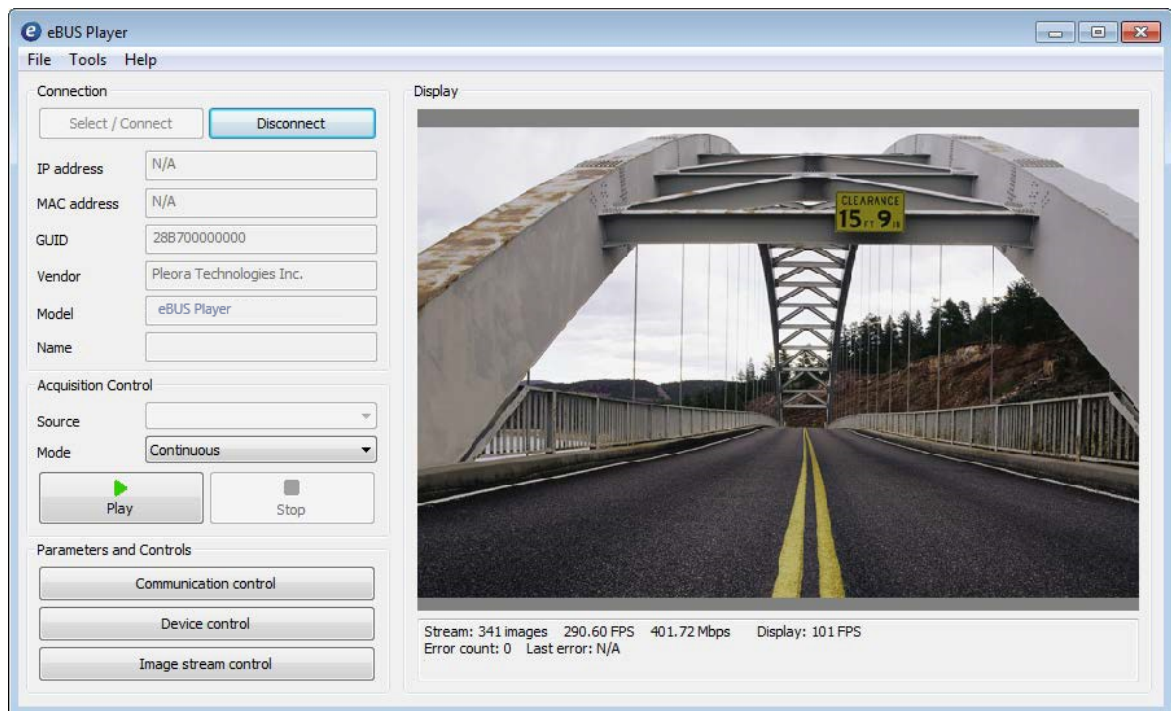 eBUS Player
File Tools Help
Connection
Select / Connect
Disconnect
IP address
N/A
MAC address
N/A
GUID
28B700000000
Vendor
Pleora Technologies Inc.
Model
eBUS Player
Name
Acquisition Control
Source
Mode
Continuous
Play
Stop
Parameters and Controls
Communication control
Device control
Image stream control
Display
CLEARANCE
15 FT 9 IN
Stream: 341 images 290.60 FPS 401.72 Mbps Display: 101 FPS
Error count: 0 Last error: N/A